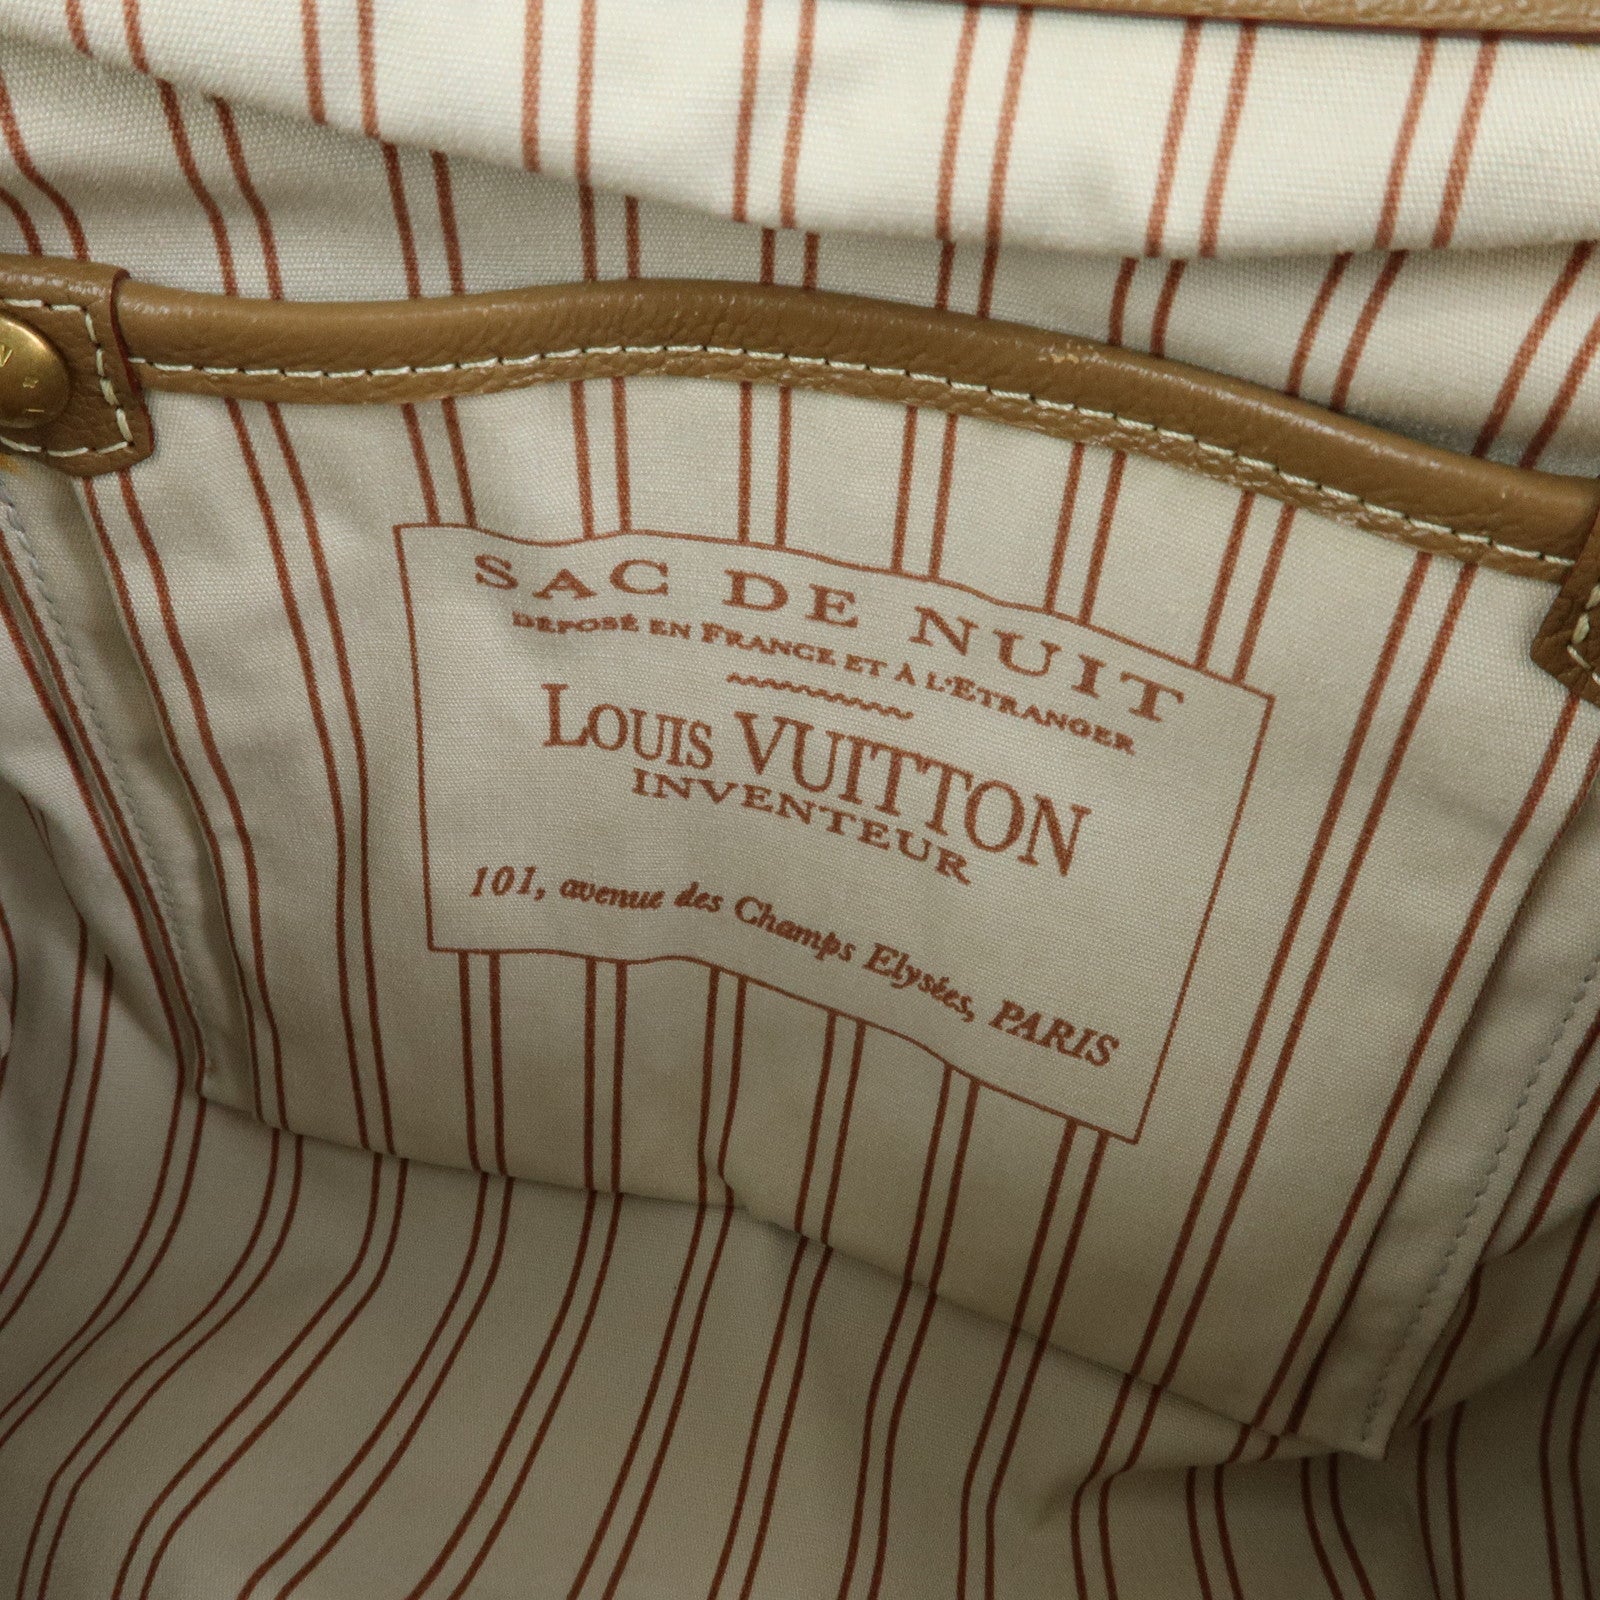 SAC DE NUIT
DÉPOSÉ EN FRANCE ET À L'ETRANGER
LOUIS VUITTON
INVENTEUR
101, avenue des Champs Elysées, PARIS